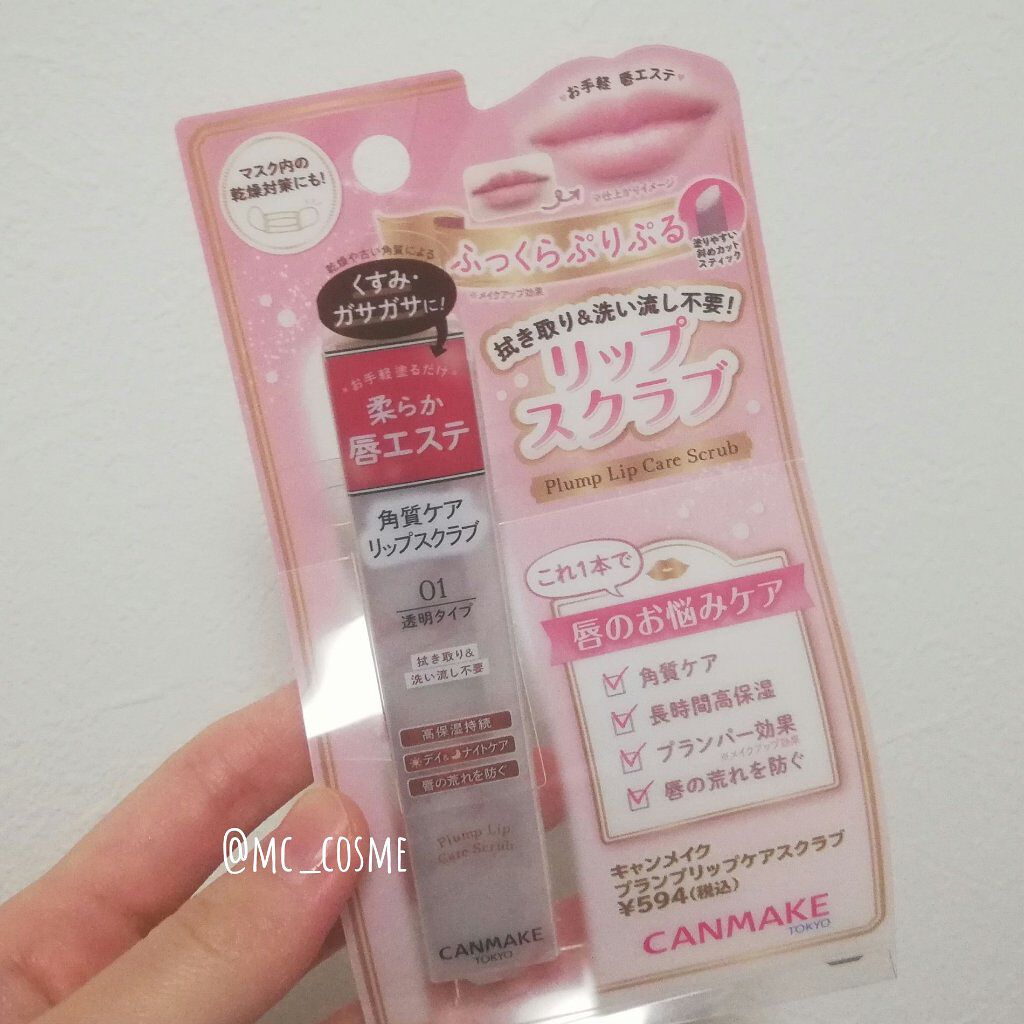 マスク内の
乾燥対策にも!
お手軽 唇エステ
※仕上がりイメージ
ふっくらぷりぷる
※メイクアップ効果
塗りやすい
斜めカット
スティック
乾燥や古い角質による
くすみ・
ガサガサに!
拭き取り&洗い流し不要!
リップ
スクラブ
Plump Lip Care Scrub
お手軽塗るだけ
柔らか
唇エステ
角質ケア
リップスクラブ
01
透明タイプ
拭き取り&
洗い流し不要
高保湿持続
デイ&ナイトケア
唇の荒れを防ぐ
Plump Lip
Care Scrub
CANMAKE
TOKYO
これ1本で
唇のお悩みケア
角質ケア
長時間高保湿
プランパー効果
※メイクアップ効果
唇の荒れを防ぐ
キャンメイク
プランプリップケアスクラブ
¥594(税込)
CANMAKE
TOKYO
@MC_COSME